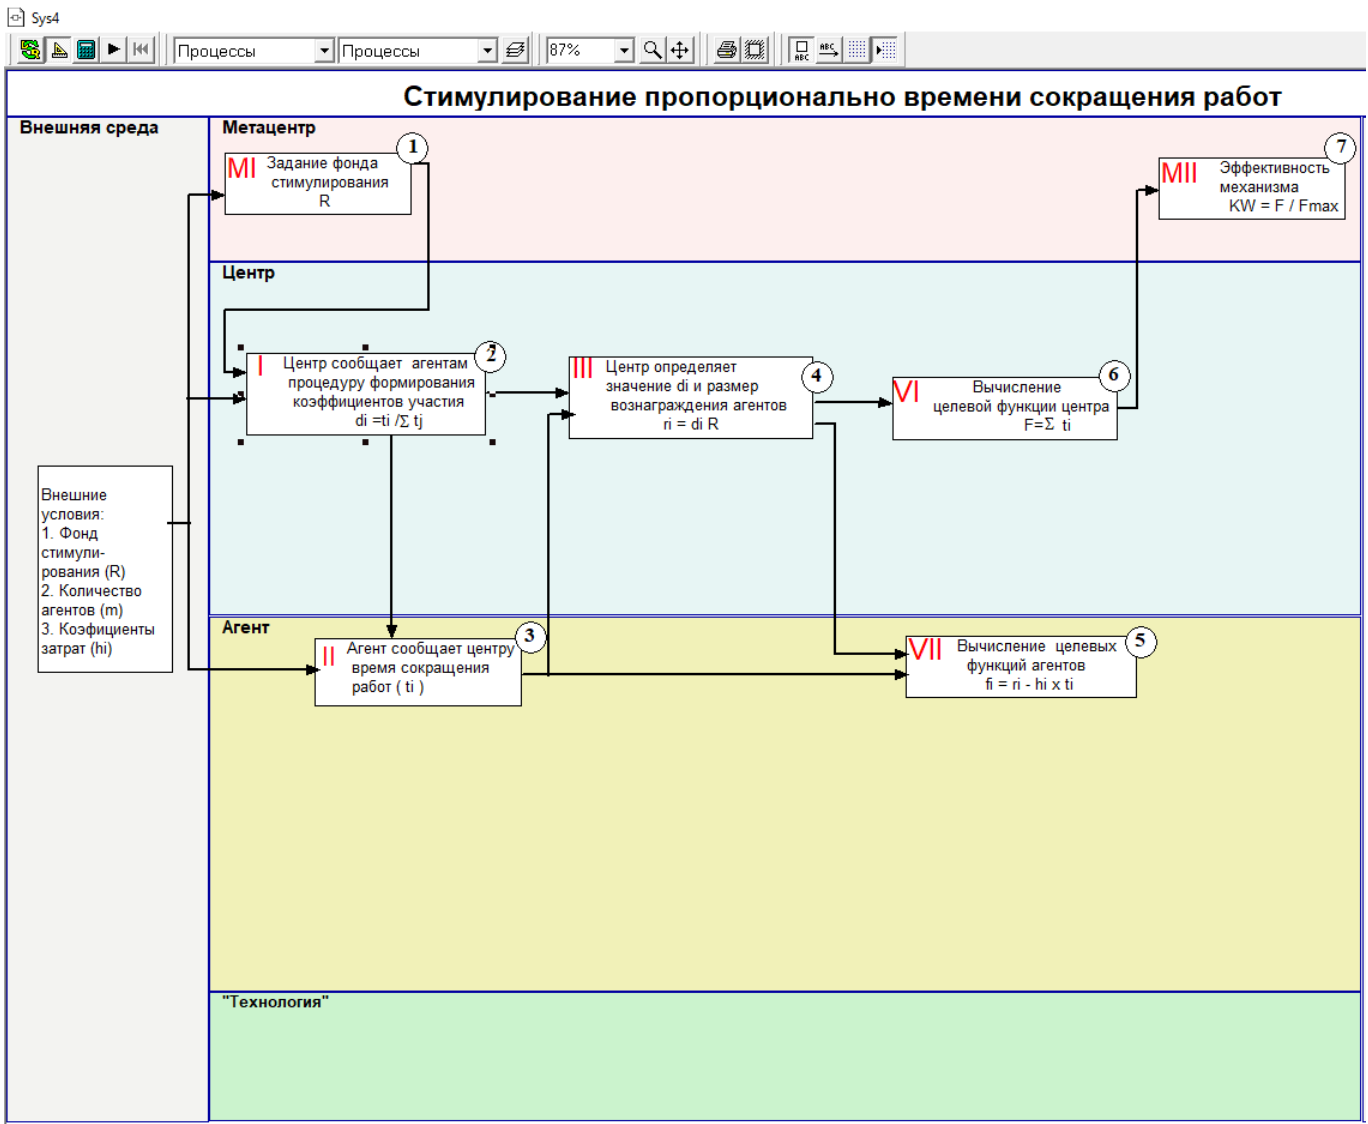 Sys4
Процессы
Процессы
87%
ABC
ABC
Стимулирование пропорционально времени сокращения работ
Внешняя среда
Метацентр
1
MI Задание фонда
стимулирования
R
7
MII Эффективность
механизма
KW = F / Fmax
Центр
2
I Центр сообщает агентам
процедуру формирования
коэффициентов участия
di =ti /Σ tj
4
III Центр определяет
значение di и размер
вознаграждения агентов
ri = di R
6
VI Вычисление
целевой функции центра
F=Σ ti
Внешние
условия:
1. Фонд
стимули-
рования (R)
2. Количество
агентов (m)
3. Коэфициенты
затрат (hi)
Агент
3
II Агент сообщает центру
время сокращения
работ ( ti )
5
VII Вычисление целевых
функций агентов
fi = ri - hi x ti
"Технология"